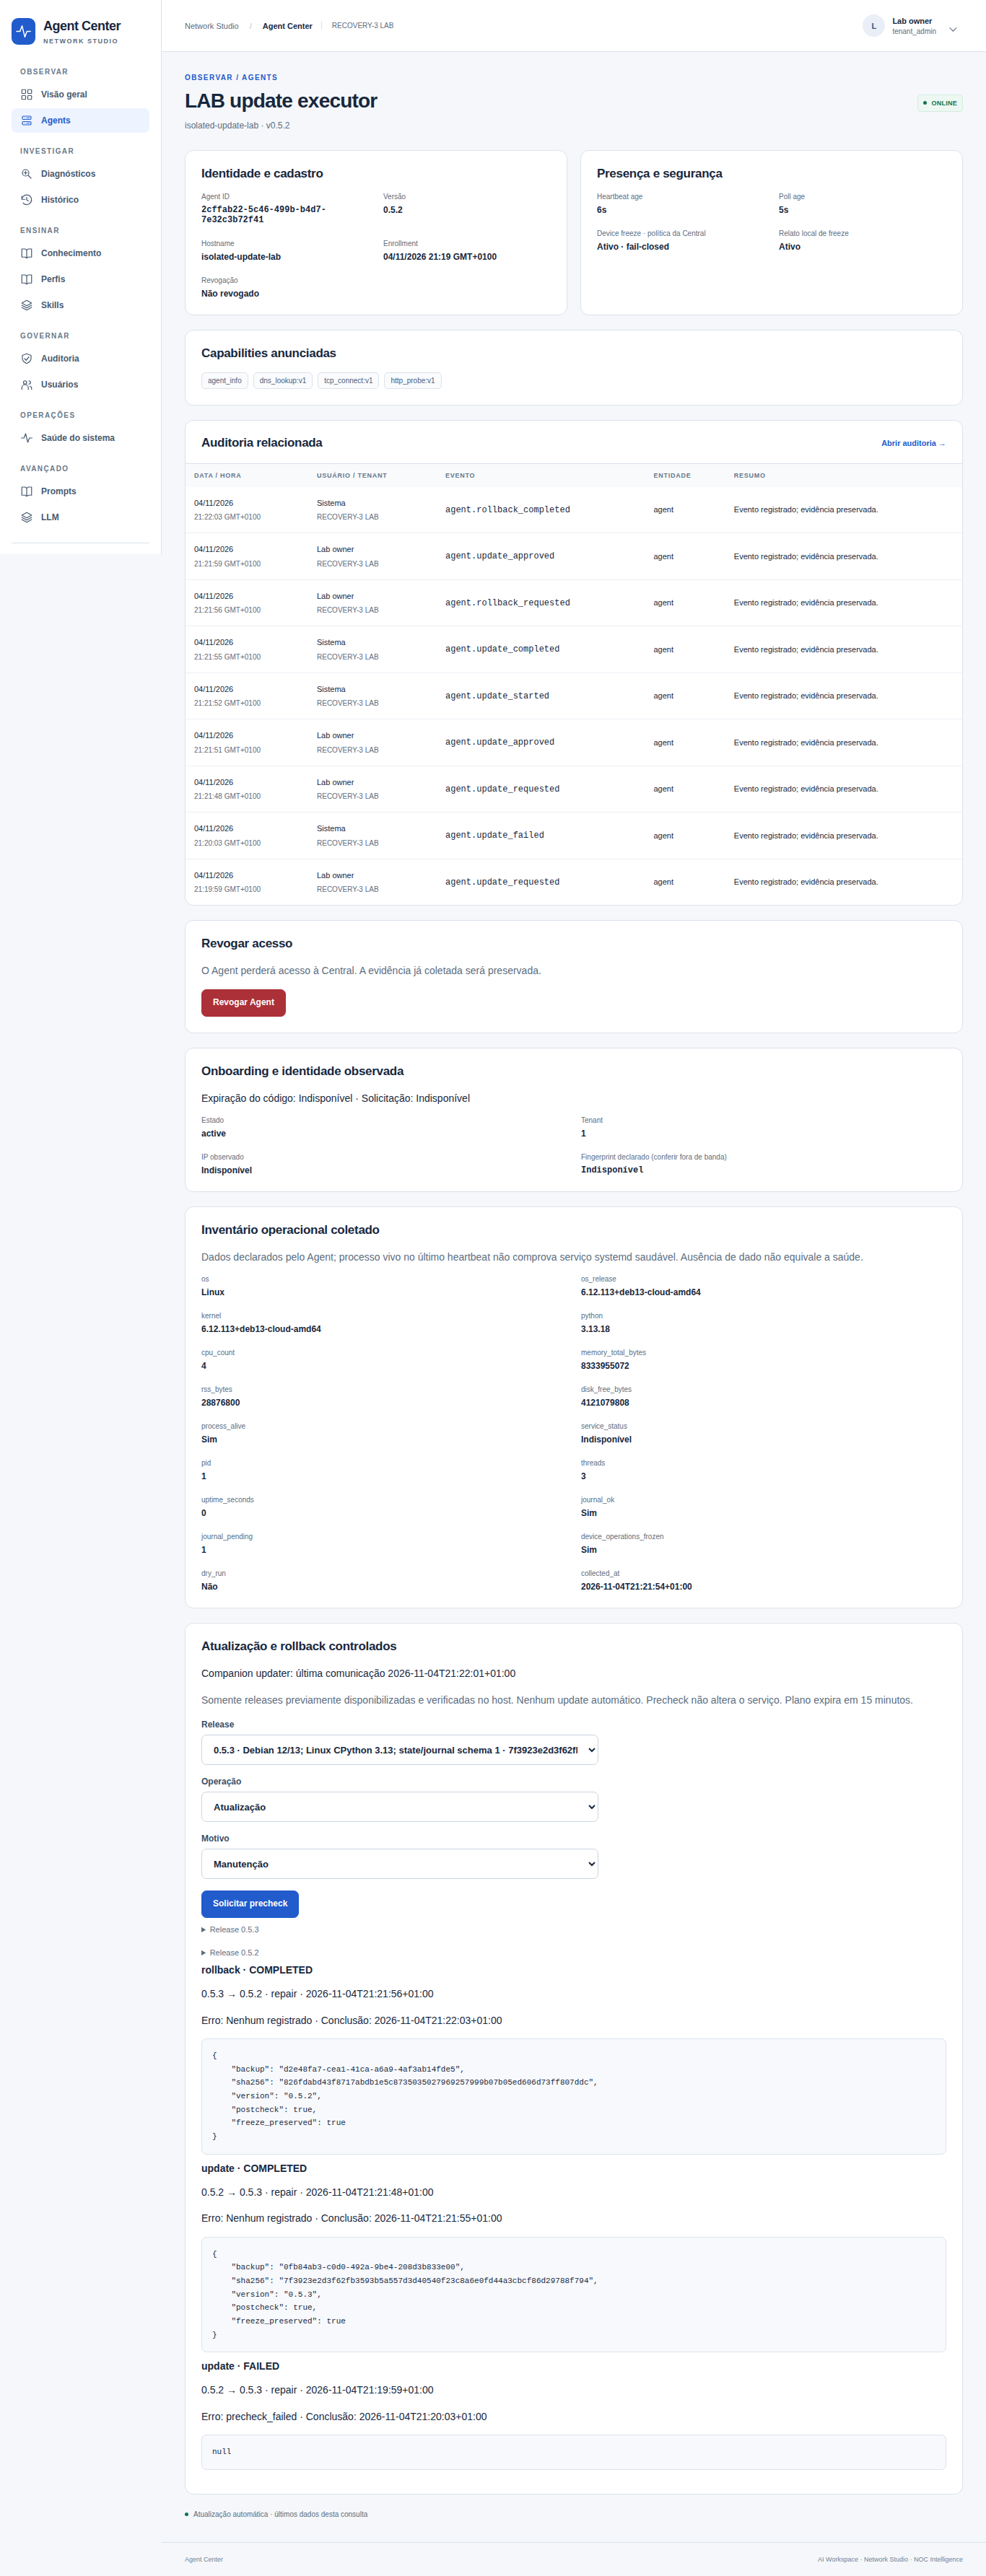 Agent Center
NETWORK STUDIO
OBSERVAR
Visão geral
Agents
INVESTIGAR
Diagnósticos
Histórico
ENSINAR
Conhecimento
Perfis
Skills
GOVERNAR
Auditoria
Usuários
OPERAÇÕES
Saúde do sistema
AVANÇADO
Prompts
LLM
Network Studio / Agent Center RECOVERY-3 LAB
L
Lab owner
tenant_admin
OBSERVAR / AGENTS
LAB update executor
isolated-update-lab · v0.5.2
ONLINE
Identidade e cadastro
Agent ID Versão
2cffab22-5c46-499b-b4d7-7e32c3b72f41 0.5.2
Hostname Enrollment
isolated-update-lab 04/11/2026 21:19 GMT+0100
Revogação
Não revogado
Presença e segurança
Heartbeat age Poll age
6s 5s
Device freeze · política da Central Relato local de freeze
Ativo · fail-closed Ativo
Capabilities anunciadas
agent_info dns_lookup:v1 tcp_connect:v1 http_probe:v1
Auditoria relacionada Abrir auditoria →
DATA / HORA USUÁRIO / TENANT EVENTO ENTIDADE RESUMO
04/11/2026 Sistema
21:22:03 GMT+0100 RECOVERY-3 LAB
agent.rollback_completed agent Evento registrado; evidência preservada.
04/11/2026 Lab owner
21:21:59 GMT+0100 RECOVERY-3 LAB
agent.update_approved agent Evento registrado; evidência preservada.
04/11/2026 Lab owner
21:21:56 GMT+0100 RECOVERY-3 LAB
agent.rollback_requested agent Evento registrado; evidência preservada.
04/11/2026 Sistema
21:21:55 GMT+0100 RECOVERY-3 LAB
agent.update_completed agent Evento registrado; evidência preservada.
04/11/2026 Sistema
21:21:52 GMT+0100 RECOVERY-3 LAB
agent.update_started agent Evento registrado; evidência preservada.
04/11/2026 Lab owner
21:21:51 GMT+0100 RECOVERY-3 LAB
agent.update_approved agent Evento registrado; evidência preservada.
04/11/2026 Lab owner
21:21:48 GMT+0100 RECOVERY-3 LAB
agent.update_requested agent Evento registrado; evidência preservada.
04/11/2026 Sistema
21:20:03 GMT+0100 RECOVERY-3 LAB
agent.update_failed agent Evento registrado; evidência preservada.
04/11/2026 Lab owner
21:19:59 GMT+0100 RECOVERY-3 LAB
agent.update_requested agent Evento registrado; evidência preservada.
Revogar acesso
O Agent perderá acesso à Central. A evidência já coletada será preservada.
Revogar Agent
Onboarding e identidade observada
Expiração do código: Indisponível · Solicitação: Indisponível
Estado Tenant
active 1
IP observado Fingerprint declarado (conferir fora de banda)
Indisponível Indisponível
Inventário operacional coletado
Dados declarados pelo Agent; processo vivo no último heartbeat não comprova serviço systemd saudável. Ausência de dado não equivale a saúde.
os os_release
Linux 6.12.113+deb13-cloud-amd64
kernel python
6.12.113+deb13-cloud-amd64 3.13.18
cpu_count memory_total_bytes
4 8333955072
rss_bytes disk_free_bytes
28876800 4121079808
process_alive service_status
Sim Indisponível
pid threads
1 3
uptime_seconds journal_ok
0 Sim
journal_pending device_operations_frozen
1 Sim
dry_run collected_at
Não 2026-11-04T21:21:54+01:00
Atualização e rollback controlados
Companion updater: última comunicação 2026-11-04T21:22:01+01:00
Somente releases previamente disponibilizadas e verificadas no host. Nenhum update automático. Precheck não altera o serviço. Plano expira em 15 minutos.
Release
0.5.3 · Debian 12/13; Linux CPython 3.13; state/journal schema 1 · 7f3923e2d3f62f
Operação
Atualização
Motivo
Manutenção
Solicitar precheck
▶ Release 0.5.3
▶ Release 0.5.2
rollback · COMPLETED
0.5.3 → 0.5.2 · repair · 2026-11-04T21:21:56+01:00
Erro: Nenhum registrado · Conclusão: 2026-11-04T21:22:03+01:00
{
"backup": "d2e48fa7-cea1-41ca-a6a9-4af3ab14fde5",
"sha256": "826fdabd43f8717abdb1e5c8735035027969257999b07b05ed606d73ff807ddc",
"version": "0.5.2",
"postcheck": true,
"freeze_preserved": true
}
update · COMPLETED
0.5.2 → 0.5.3 · repair · 2026-11-04T21:21:48+01:00
Erro: Nenhum registrado · Conclusão: 2026-11-04T21:21:55+01:00
{
"backup": "0fb84ab3-c0d0-492a-9be4-208d3b833e00",
"sha256": "7f3923e2d3f62fb3593b5a557d3d40540f23c8a6e0fd44a3cbcf86d29788f794",
"version": "0.5.3",
"postcheck": true,
"freeze_preserved": true
}
update · FAILED
0.5.2 → 0.5.3 · repair · 2026-11-04T21:19:59+01:00
Erro: precheck_failed · Conclusão: 2026-11-04T21:20:03+01:00
null
Atualização automática · últimos dados desta consulta
Agent Center AI Workspace · Network Studio · NOC Intelligence